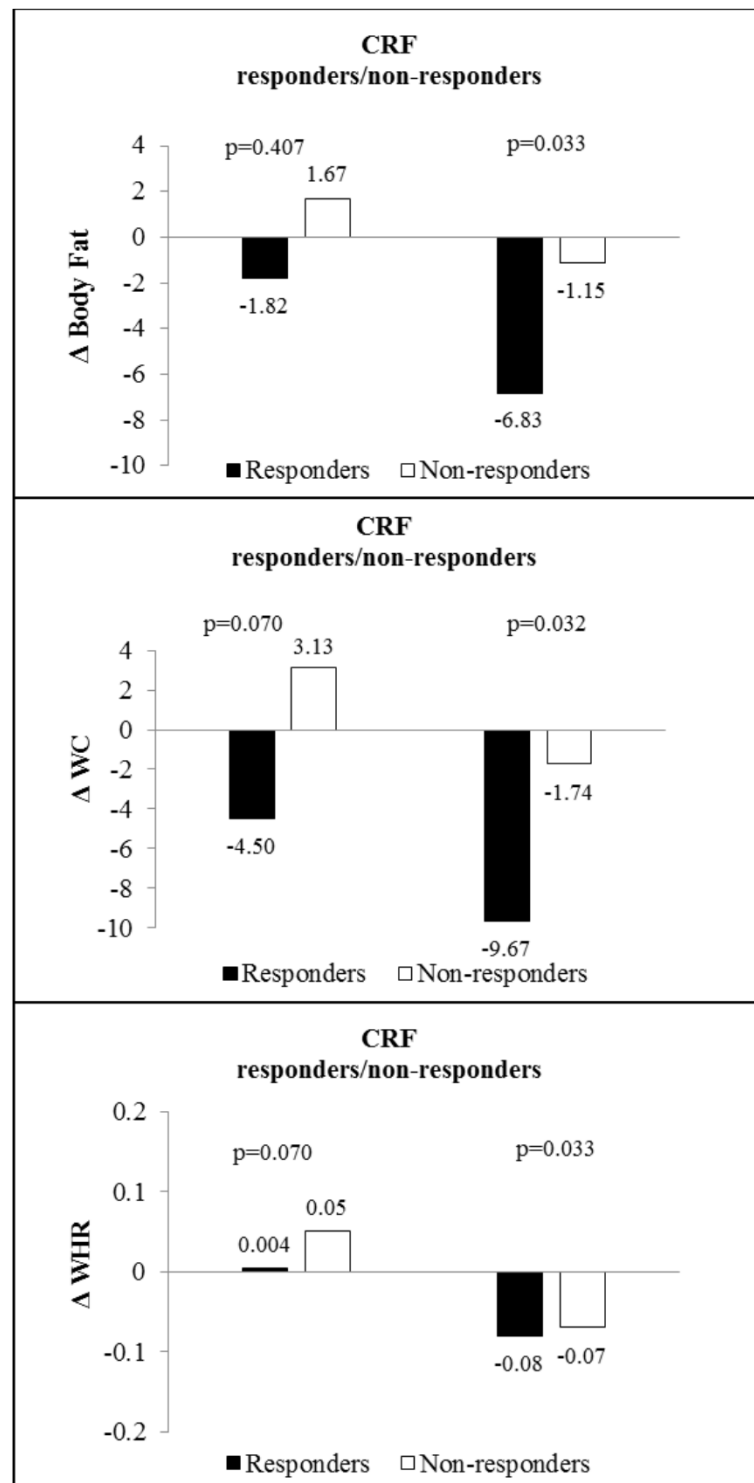 CRF
responders/non-responders
p=0.407
p=0.033
Δ Body Fat
4
2
0
-2
-4
-6
-8
-10
1.67
-1.82
-1.15
-6.83
Responders
Non-responders
CRF
responders/non-responders
p=0.070
p=0.032
Δ WC
4
2
0
-2
-4
-6
-8
-10
3.13
-4.50
-1.74
-9.67
Responders
Non-responders
CRF
responders/non-responders
p=0.070
p=0.033
Δ WHR
0.2
0.1
0
-0.1
-0.2
0.004
0.05
-0.08
-0.07
Responders
Non-responders